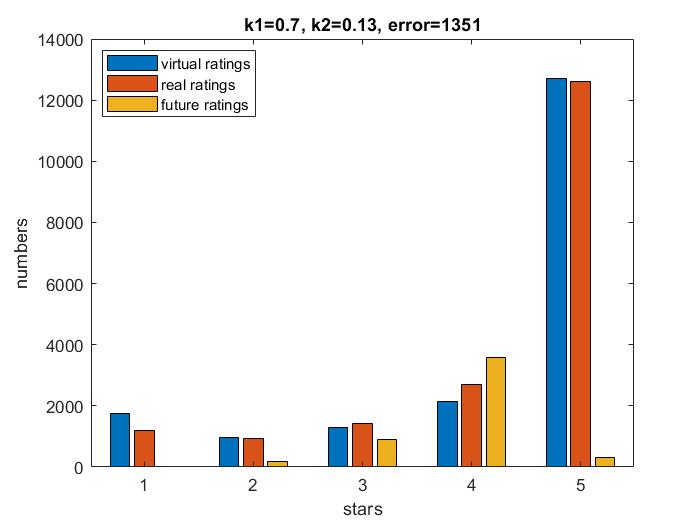 k1=0.7, k2=0.13, error=1351
14000
12000
10000
8000
6000
4000
2000
0
numbers
virtual ratings
real ratings
future ratings
1 2 3 4 5
stars